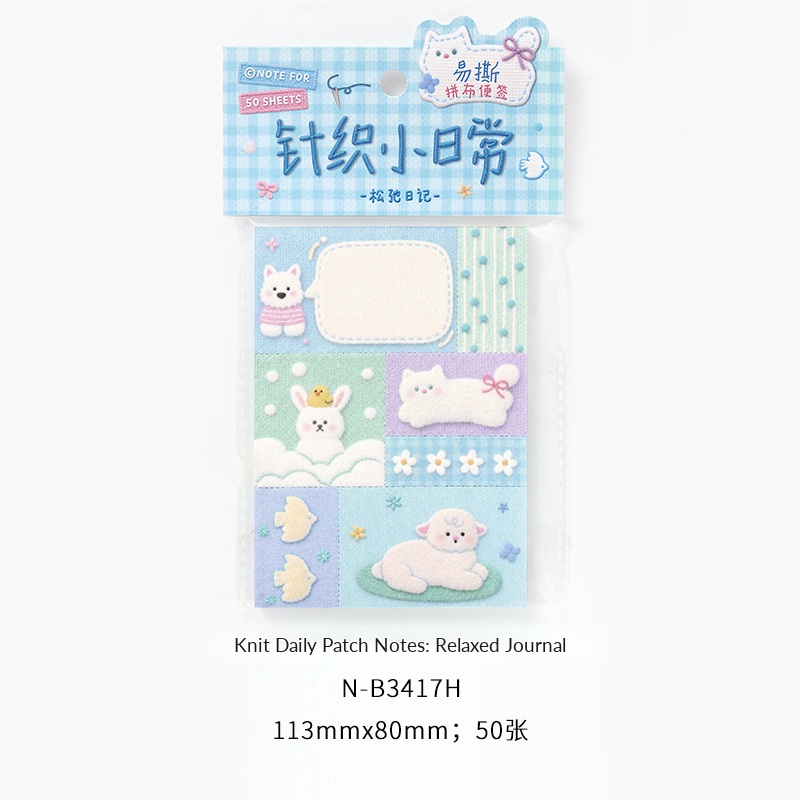 ©NOTE FOR
50 SHEETS
易撕
拼布便签
针织小日常
-松弛日记-
Knit Daily Patch Notes: Relaxed Journal
N-B3417H
113mmx80mm；50张